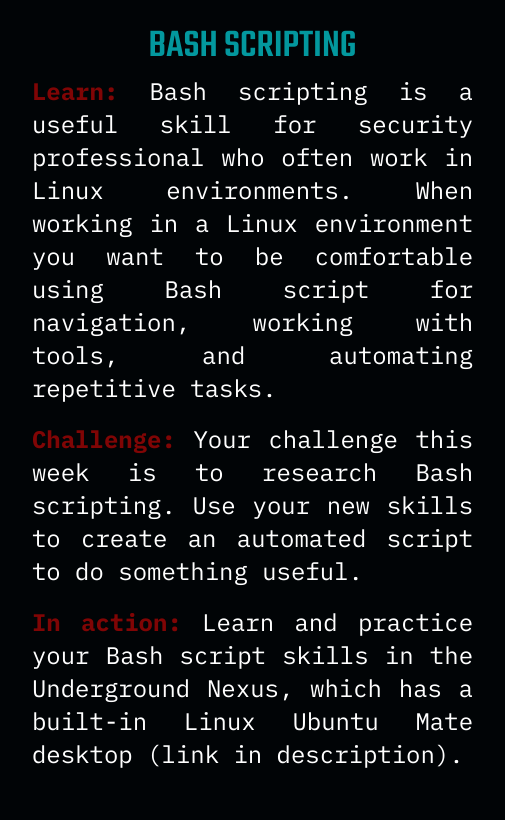 BASH SCRIPTING
Learn: Bash scripting is a
useful skill for security
professional who often work in
Linux environments. When
working in a Linux environment
you want to be comfortable
using Bash script for
navigation, working with
tools, and automating
repetitive tasks.
Challenge: Your challenge this
week is to research Bash
scripting. Use your new skills
to create an automated script
to do something useful.
In action: Learn and practice
your Bash script skills in the
Underground Nexus, which has a
built-in Linux Ubuntu Mate
desktop (link in description).